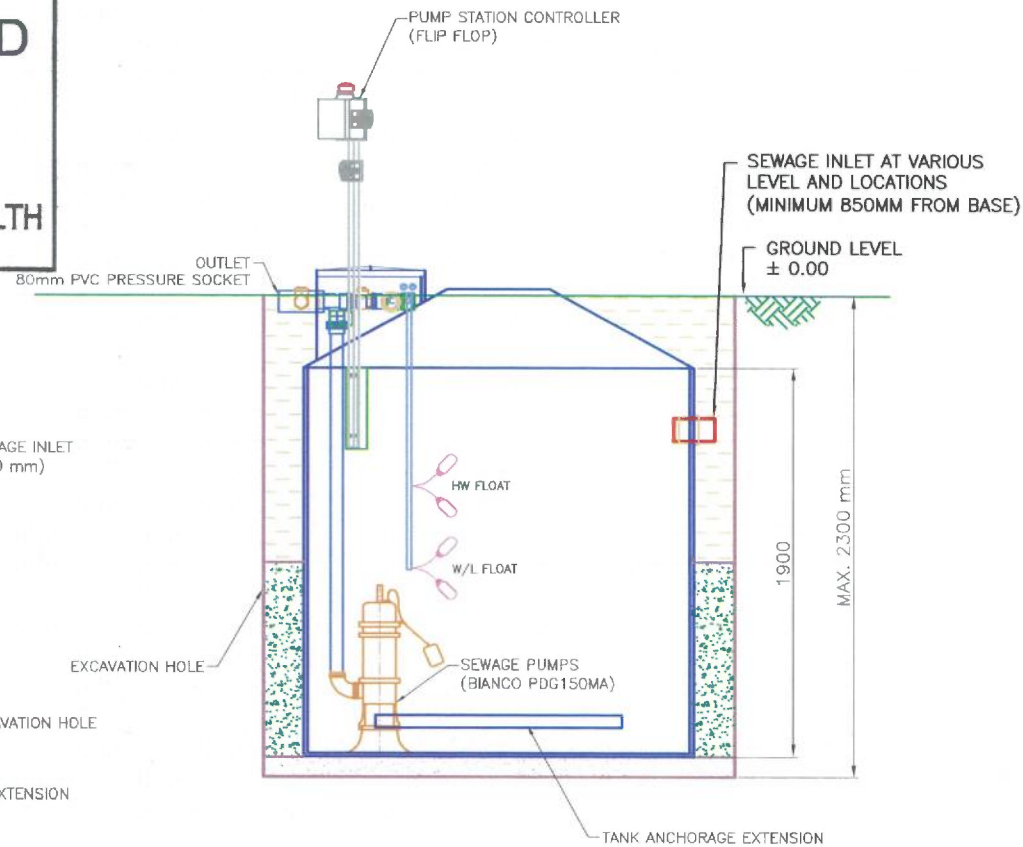 D
LTH
PUMP STATION CONTROLLER
(FLIP FLOP)
SEWAGE INLET AT VARIOUS
LEVEL AND LOCATIONS
(MINIMUM 850MM FROM BASE)
GROUND LEVEL
± 0.00
OUTLET
80mm PVC PRESSURE SOCKET
AGE INLET
mm)
HW FLOAT
W/L FLOAT
1900
MAX. 2300 mm
EXCAVATION HOLE
SEWAGE PUMPS
(BIANCO PDG150MA)
AVATION HOLE
XTENSION
TANK ANCHORAGE EXTENSION